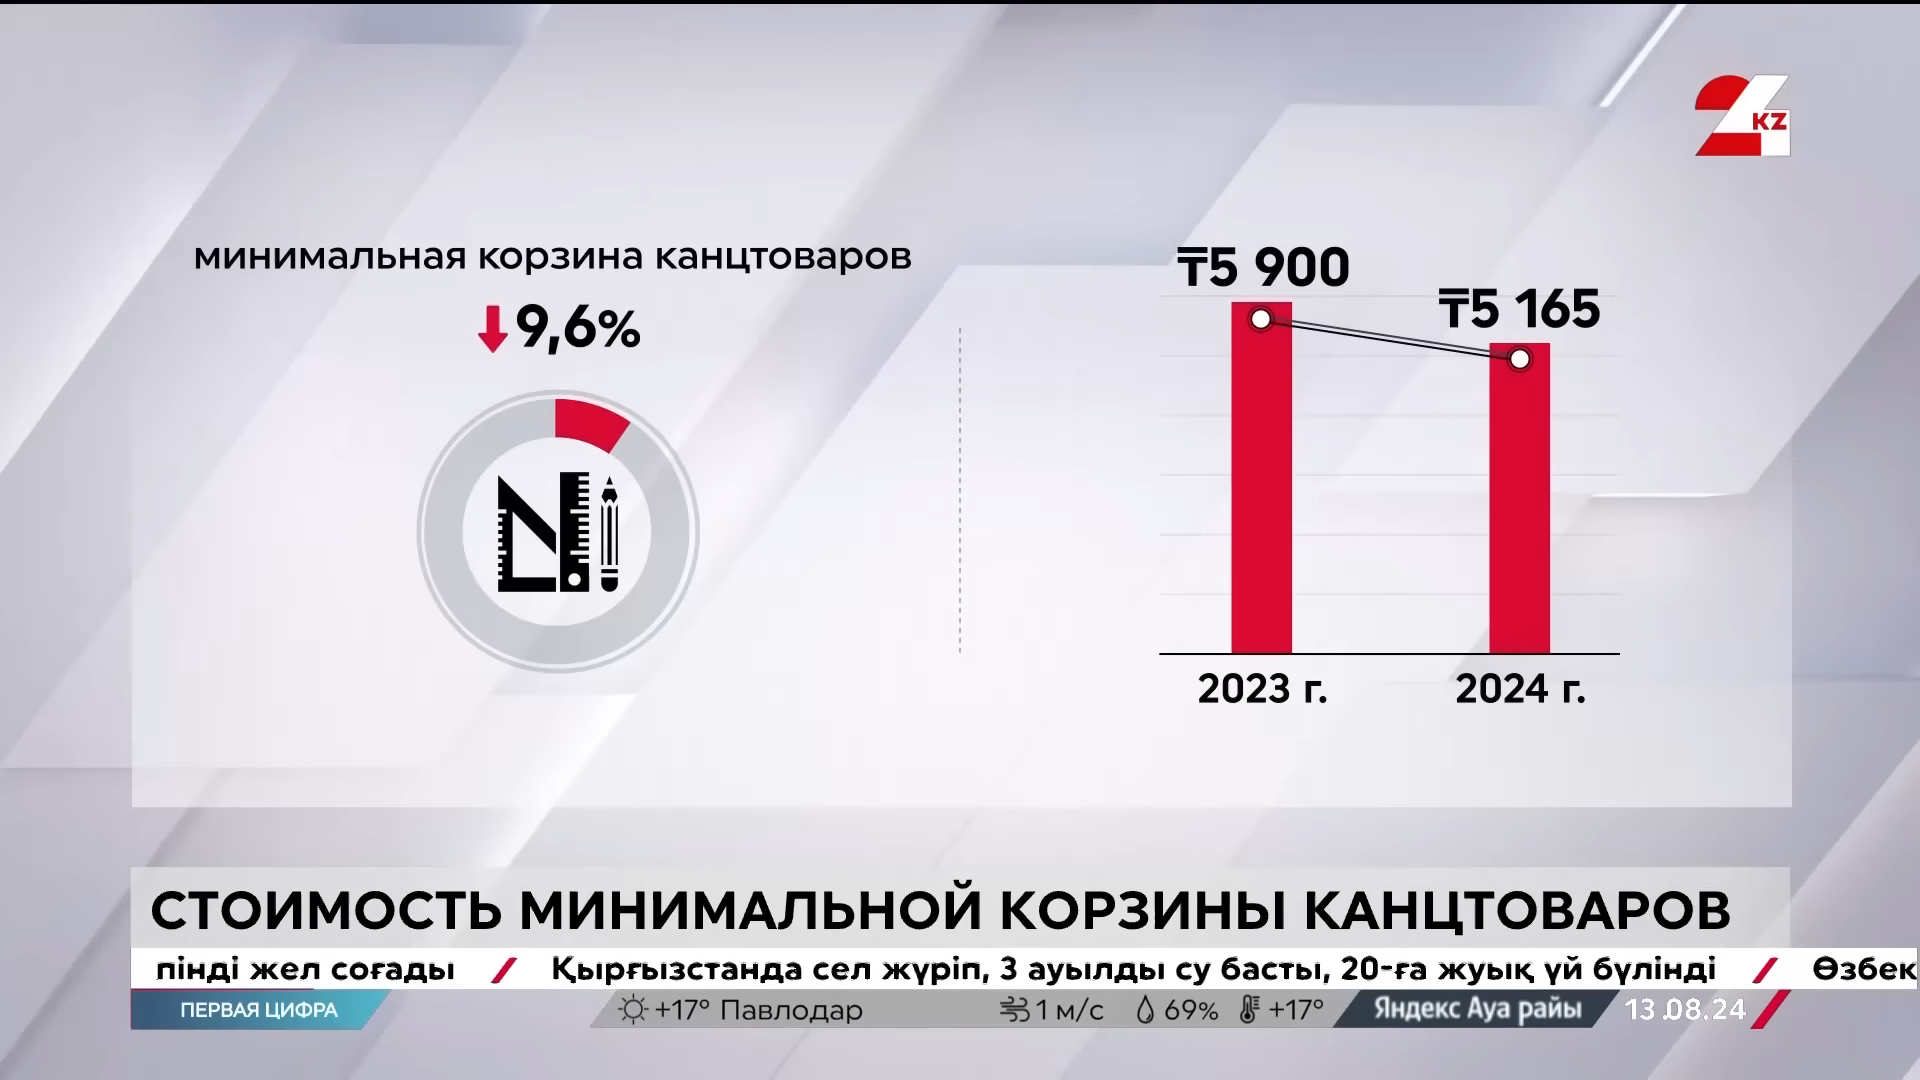 24
KZ
минимальная корзина канцтоваров
9,6%
₸5 900
₸5 165
2023 г.
2024 г.
СТОИМОСТЬ МИНИМАЛЬНОЙ КОРЗИНЫ КАНЦТОВАРОВ
пінді жел соғады / Қырғызстанда сел жүріп, 3 ауылды су басты, 20-ға жуық үй бүлінді / Өзбек
ПЕРВАЯ ЦИФРА +17° Павлодар 1 м/с 69% +17° Яндекс Ауа райы 13.08.24